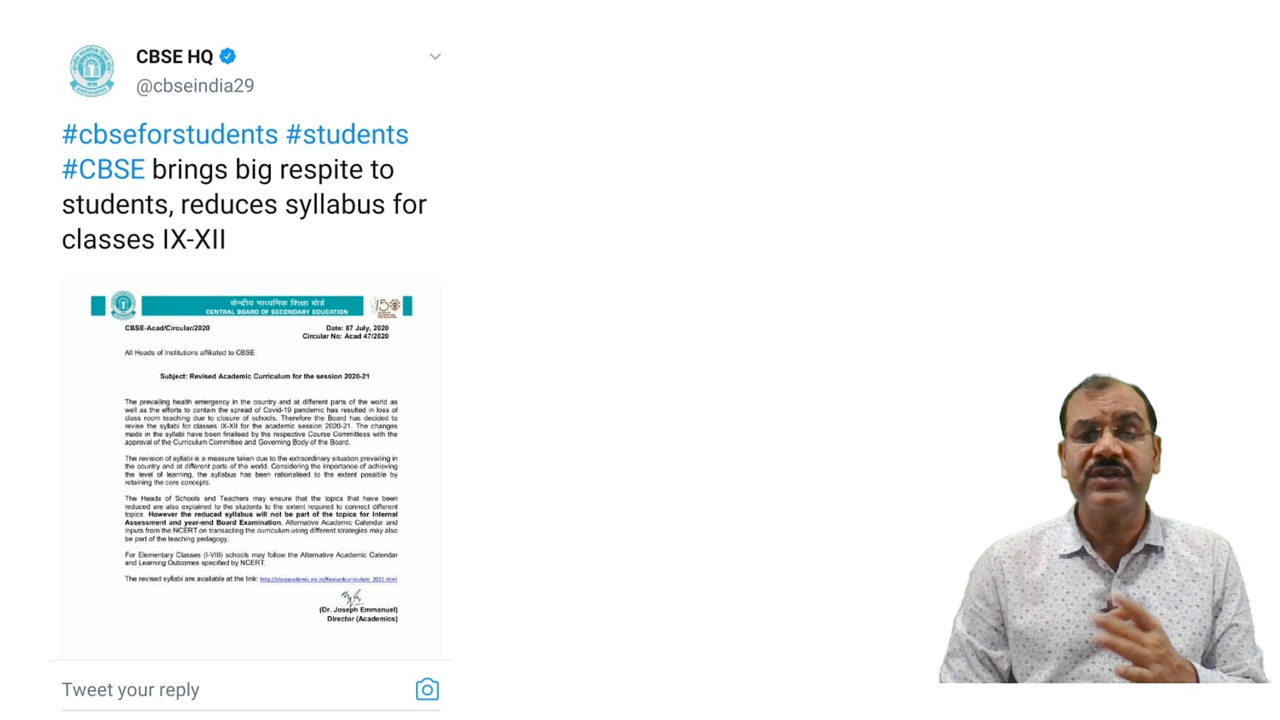 CBSE HQ
@cbseindia29
#cbseforstudents #students
#CBSE brings big respite to
students, reduces syllabus for
classes IX-XII
केन्द्रीय माध्यमिक शिक्षा बोर्ड
CENTRAL BOARD OF SECONDARY EDUCATION
CBSE-Acad/Circular/2020
Date: 07 July, 2020
Circular No: Acad 47/2020
All Heads of Institutions affiliated to CBSE
Subject: Revised Academic Curriculum for the session 2020-21
The prevailing health emergency in the country and at different parts of the world as
well as the efforts to contain the spread of Covid-19 pandemic has resulted in loss of
class room teaching due to closure of schools. Therefore the Board has decided to
revise the syllabi for classes IX-XII for the academic session 2020-21. The changes
made in the syllabi have been finalised by the respective Course Committees with the
approval of the Curriculum Committee and Governing Body of the Board.
The revision of syllabi is a measure taken due to the extraordinary situation prevailing in
the country and at different parts of the world. Considering the importance of achieving
the level of learning, the syllabus has been rationalised to the extent possible by
retaining the core concepts.
The Heads of Schools and Teachers may ensure that the topics that have been
reduced are also explained to the students to the extent required to connect different
topics. However the reduced syllabus will not be part of the topics for Internal
Assessment and year-end Board Examination. Alternative Academic Calendar and
inputs from the NCERT on transacting the curriculum using different strategies may also
be part of the teaching pedagogy.
For Elementary Classes (I-VIII) schools may follow the Alternative Academic Calendar
and Learning Outcomes specified by NCERT.
The revised syllabi are available at the link: http://cbseacademic.nic.in/Revisedcurriculum_2021.html
(Dr. Joseph Emmanuel)
Director (Academics)
Tweet your reply